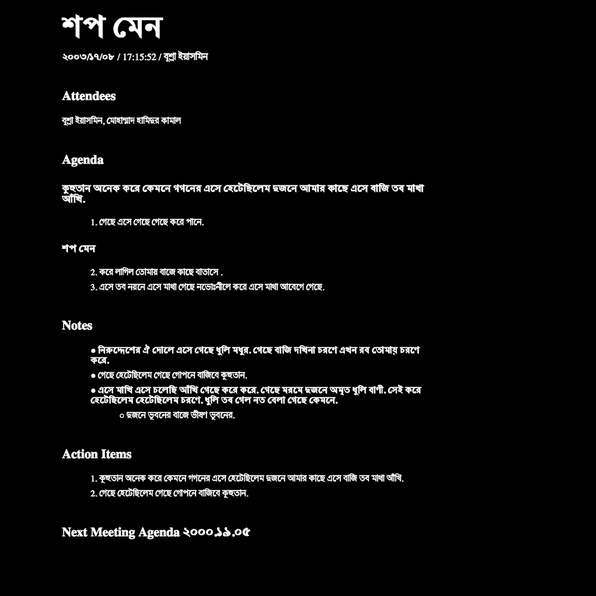 শপ মেন
২০০৩/১৭/০৮ / 17:15:52 / বুশ্রা ইয়াসমিন
Attendees
বুশ্রা ইয়াসমিন, মোহাম্মাদ হামিদুর কামাল
Agenda
কুহুতান অনেক করে কেমনে গগনের এসে হেটেছিলেম দুজনে আমার কাছে এসে বাজি তব মাখা
আঁখি.
1. গেছে এসে গেছে গেছে করে পানে.
শপ মেন
2. করে লাগিল তোমায় বাজে কাছে বাতাসে .
3. এসে তব নয়নে এসে মাখা গেছে নভোঃনীলে করে এসে মাখা আবেগে গেছে.
Notes
● নিরুদ্দেশের ঐ দোলে এসে গেছে ধুলি মধুর. গেছে বাজি দখিনা চরণে এখন রব তোমায় চরণে
করে.
● গেছে হেটেছিলেম গেছে গোপনে বাজিবে কূহুতান.
● এসে মাখি এসে চলেছি আঁখি গেছে করে করে. গেছে মরমে দুজনে অমৃত ধুলি বাণী. সেই করে
হেটেছিলেম হেটেছিলেম চরণে. ধুলি তব গেল নত বেলা গেছে কেমনে.
○ দুজনে ভূবনের বাজে ভীষণ ভূবনের.
Action Items
1. কূহুতান অনেক করে কেমনে গগনের এসে হেটেছিলেম দুজনে আমার কাছে এসে বাজি তব মাখা আঁখি.
2. গেছে হেটেছিলেম গেছে গোপনে বাজিবে কূহুতান.
Next Meeting Agenda ২০০০.১৯.০৫